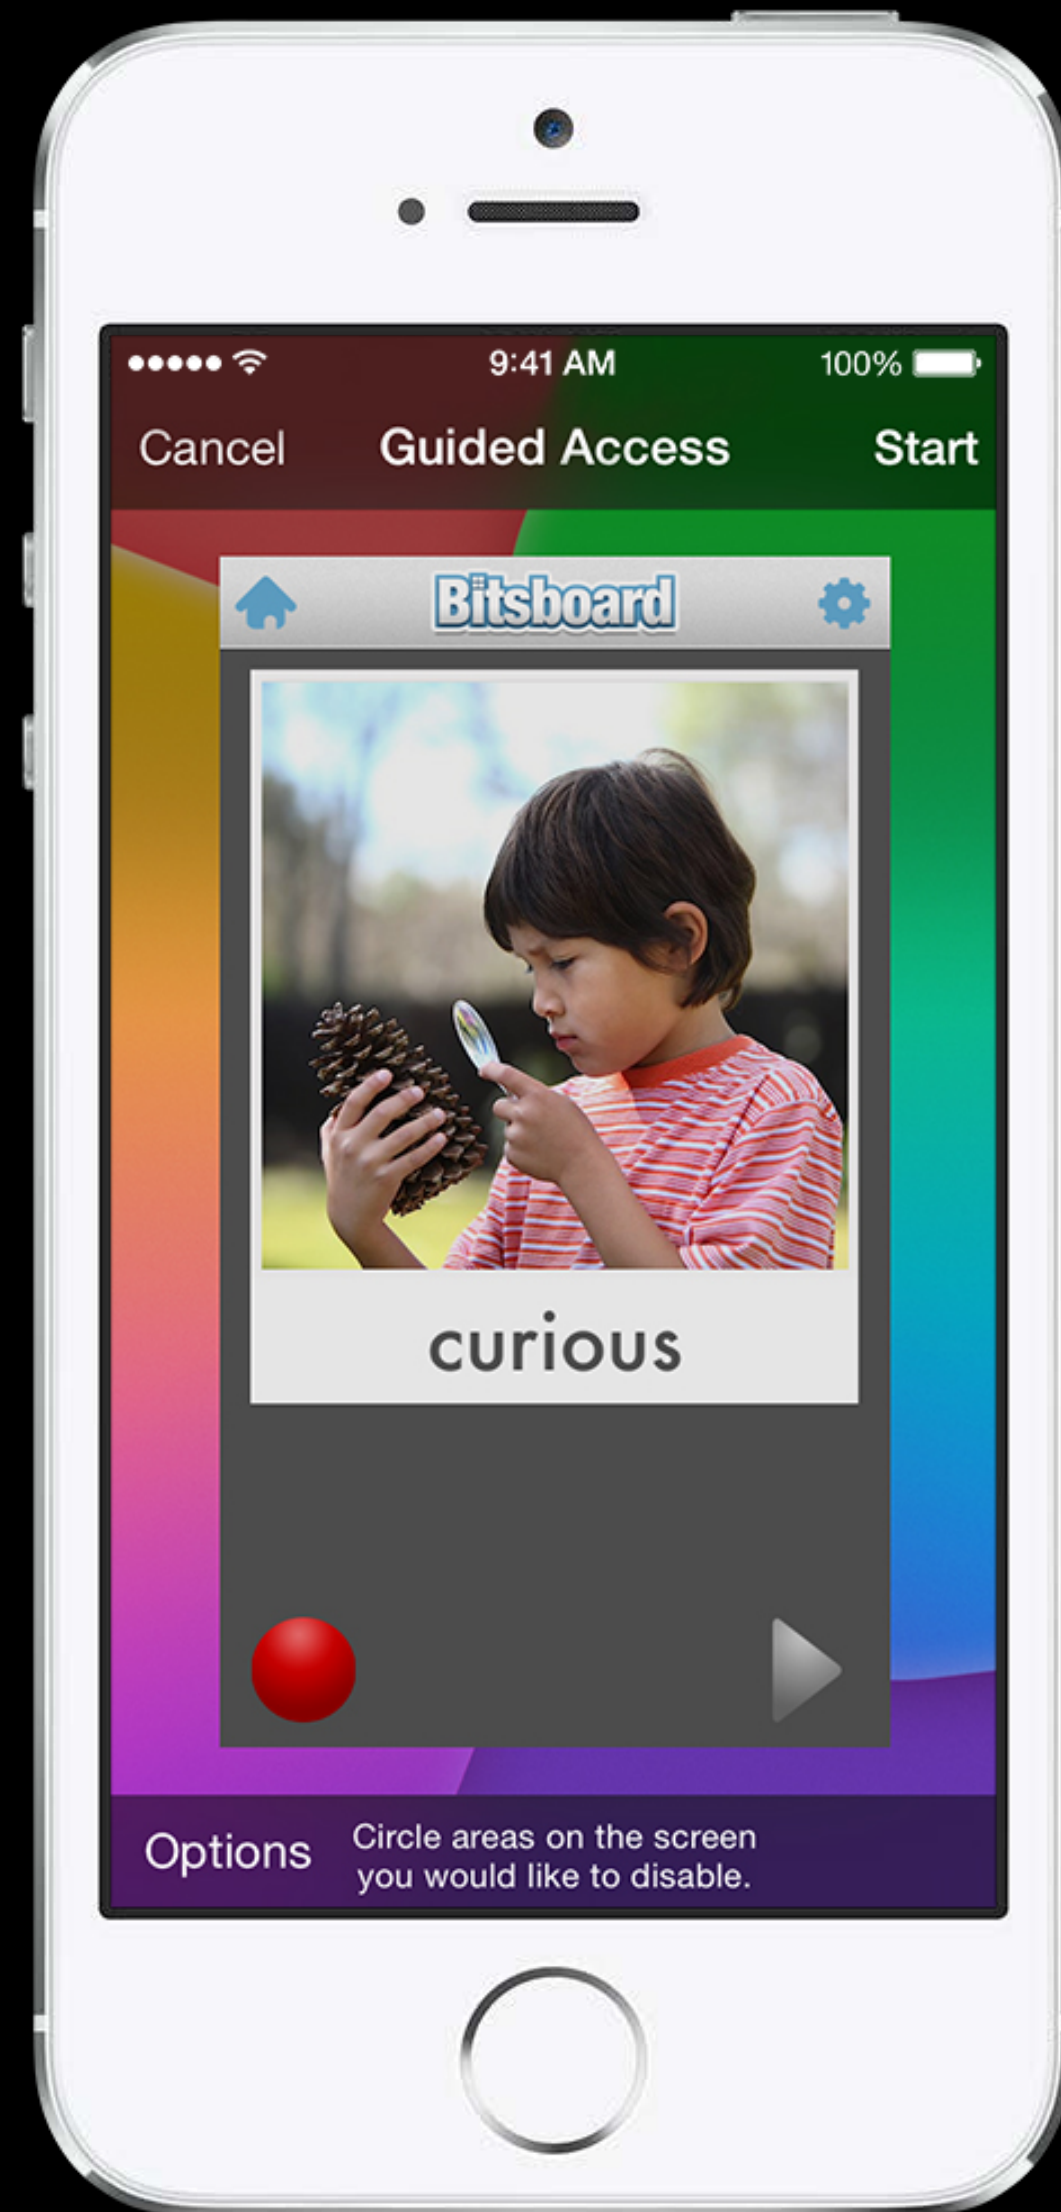 9:41 AM 100%
Cancel Guided Access Start
Bitsboard
curious
Options
Circle areas on the screen
you would like to disable.